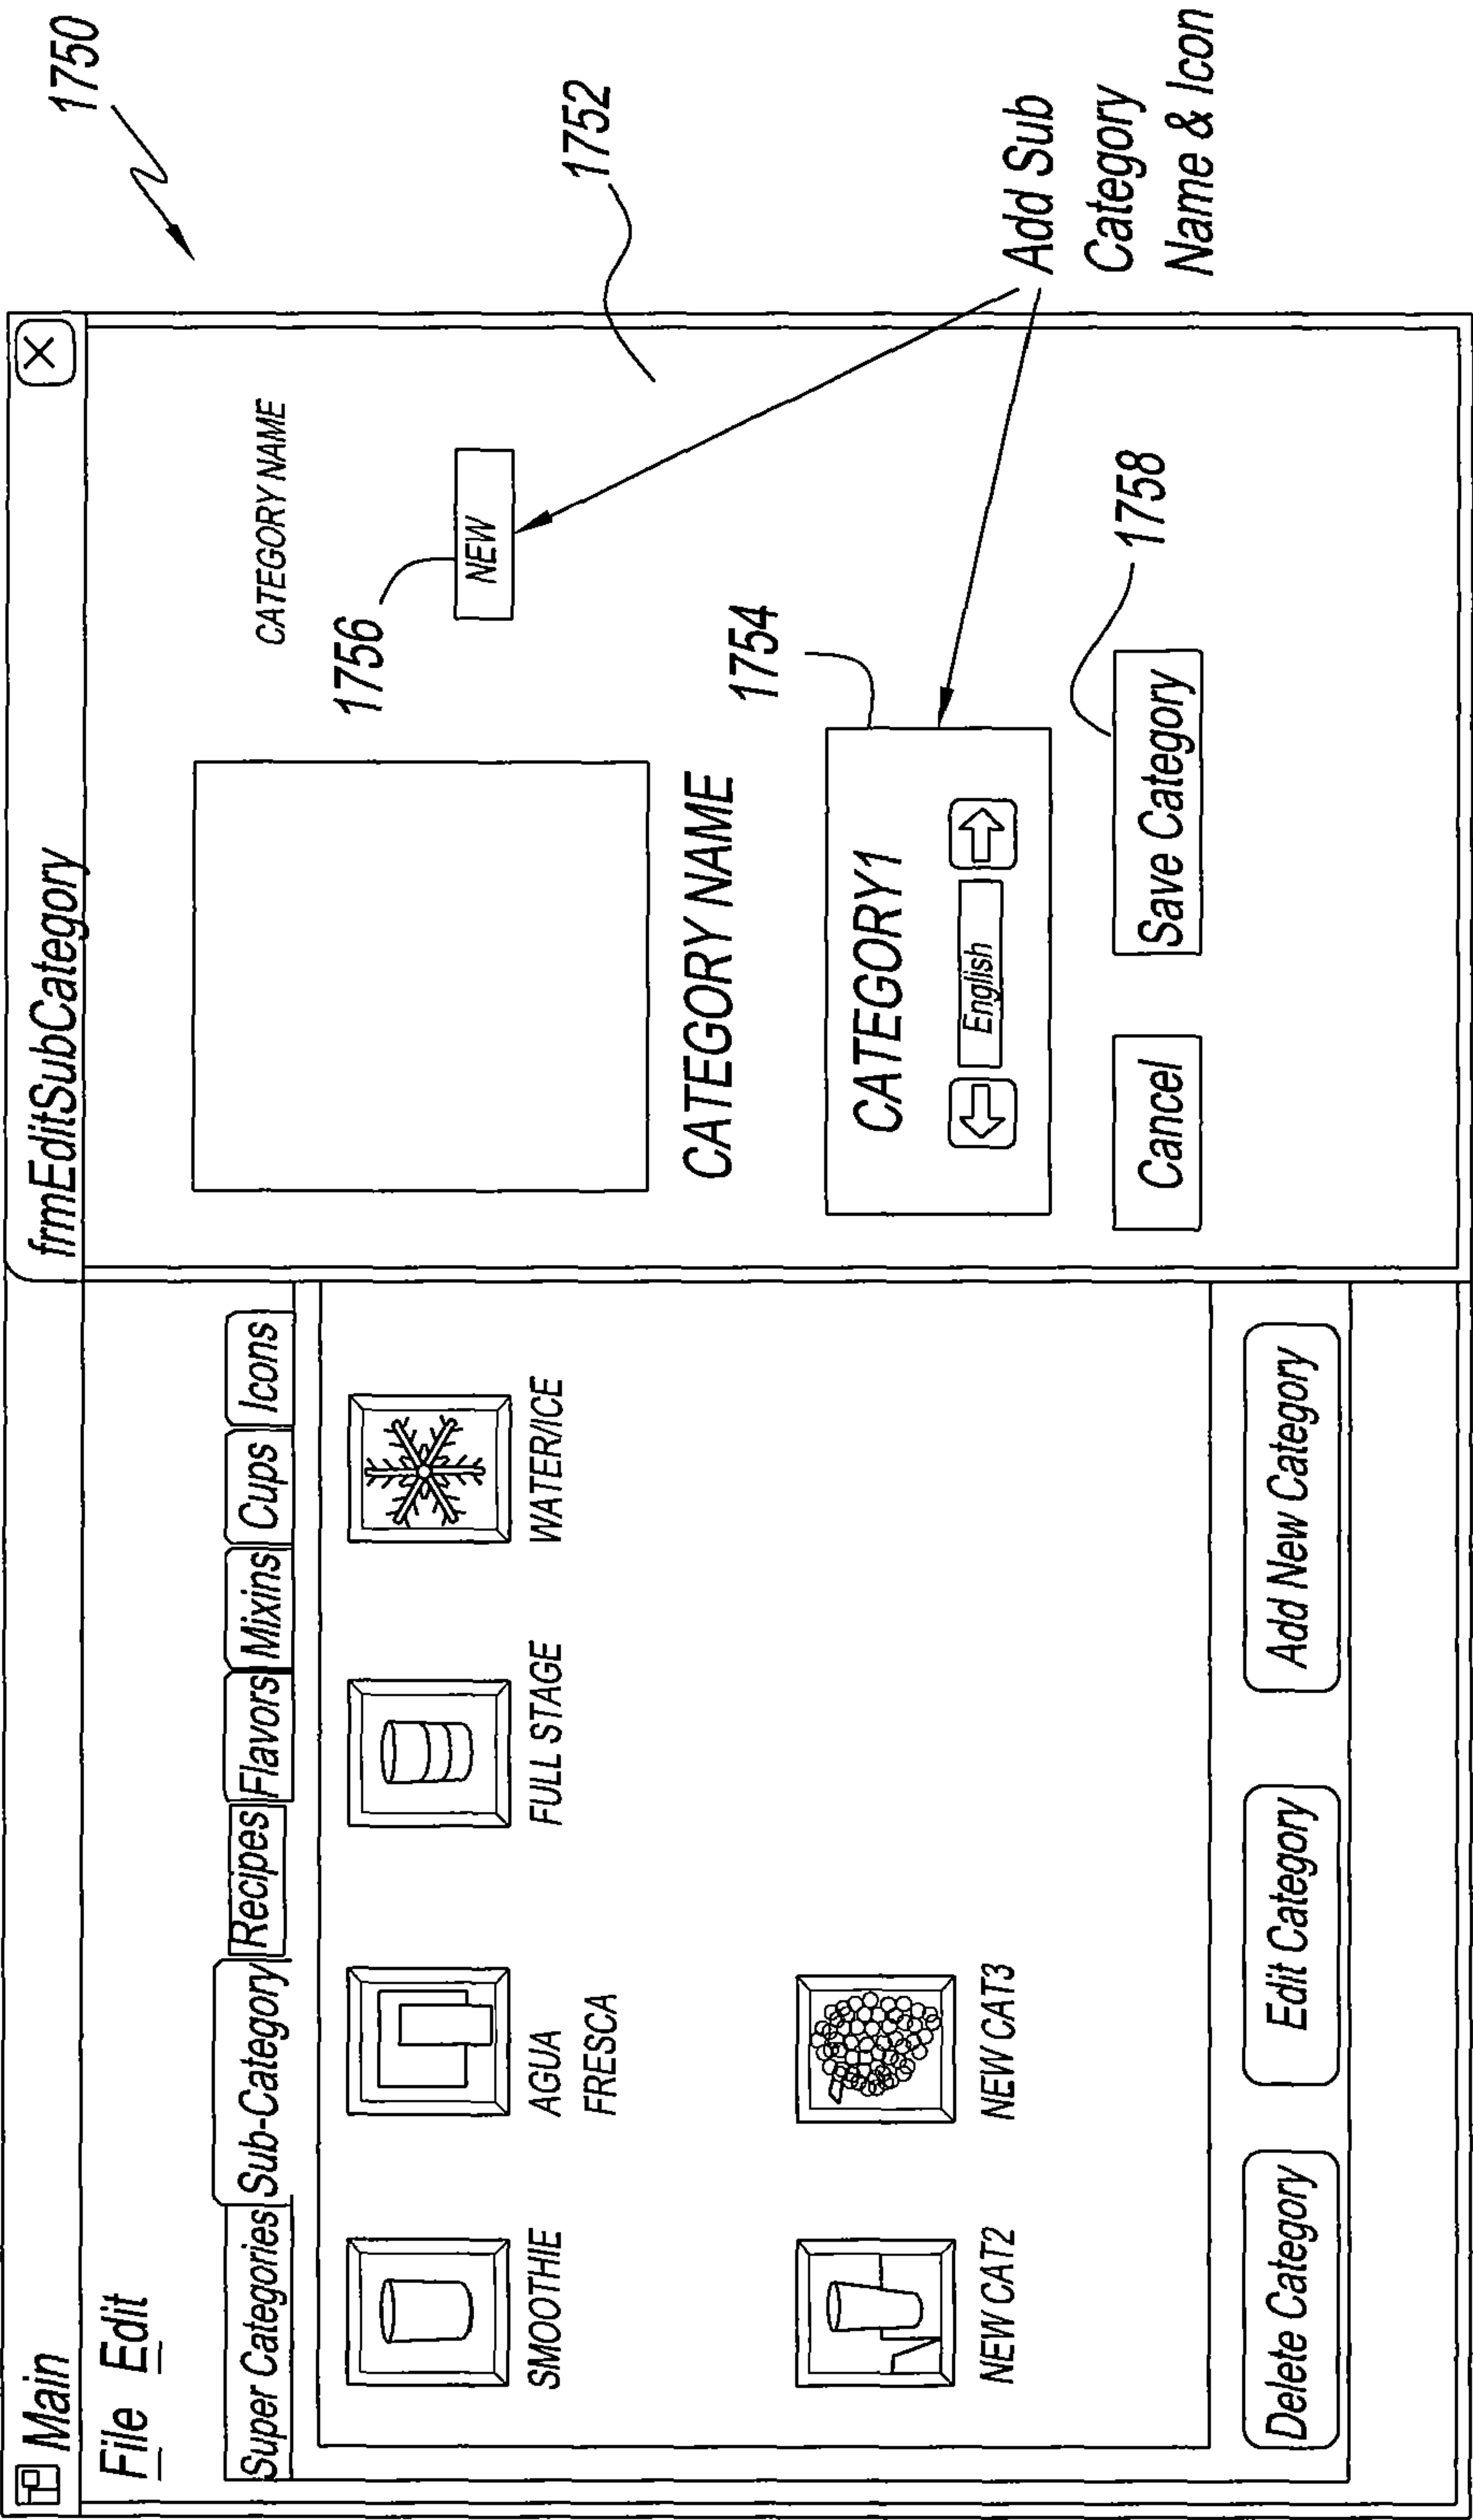 1750
Main
frmEditSubCategory
File Edit
Super Categories Sub-Category Recipes Flavors Mixins Cups Icons
SMOOTHIE
AGUA
FRESCA
FULL STAGE
WATER/ICE
NEW CAT2
NEW CAT3
Delete Category
Edit Category
Add New Category
CATEGORY NAME
1756
NEW
1752
CATEGORY NAME
1754
CATEGORY1
English
Cancel
Save Category
1758
Add Sub
Category
Name & Icon